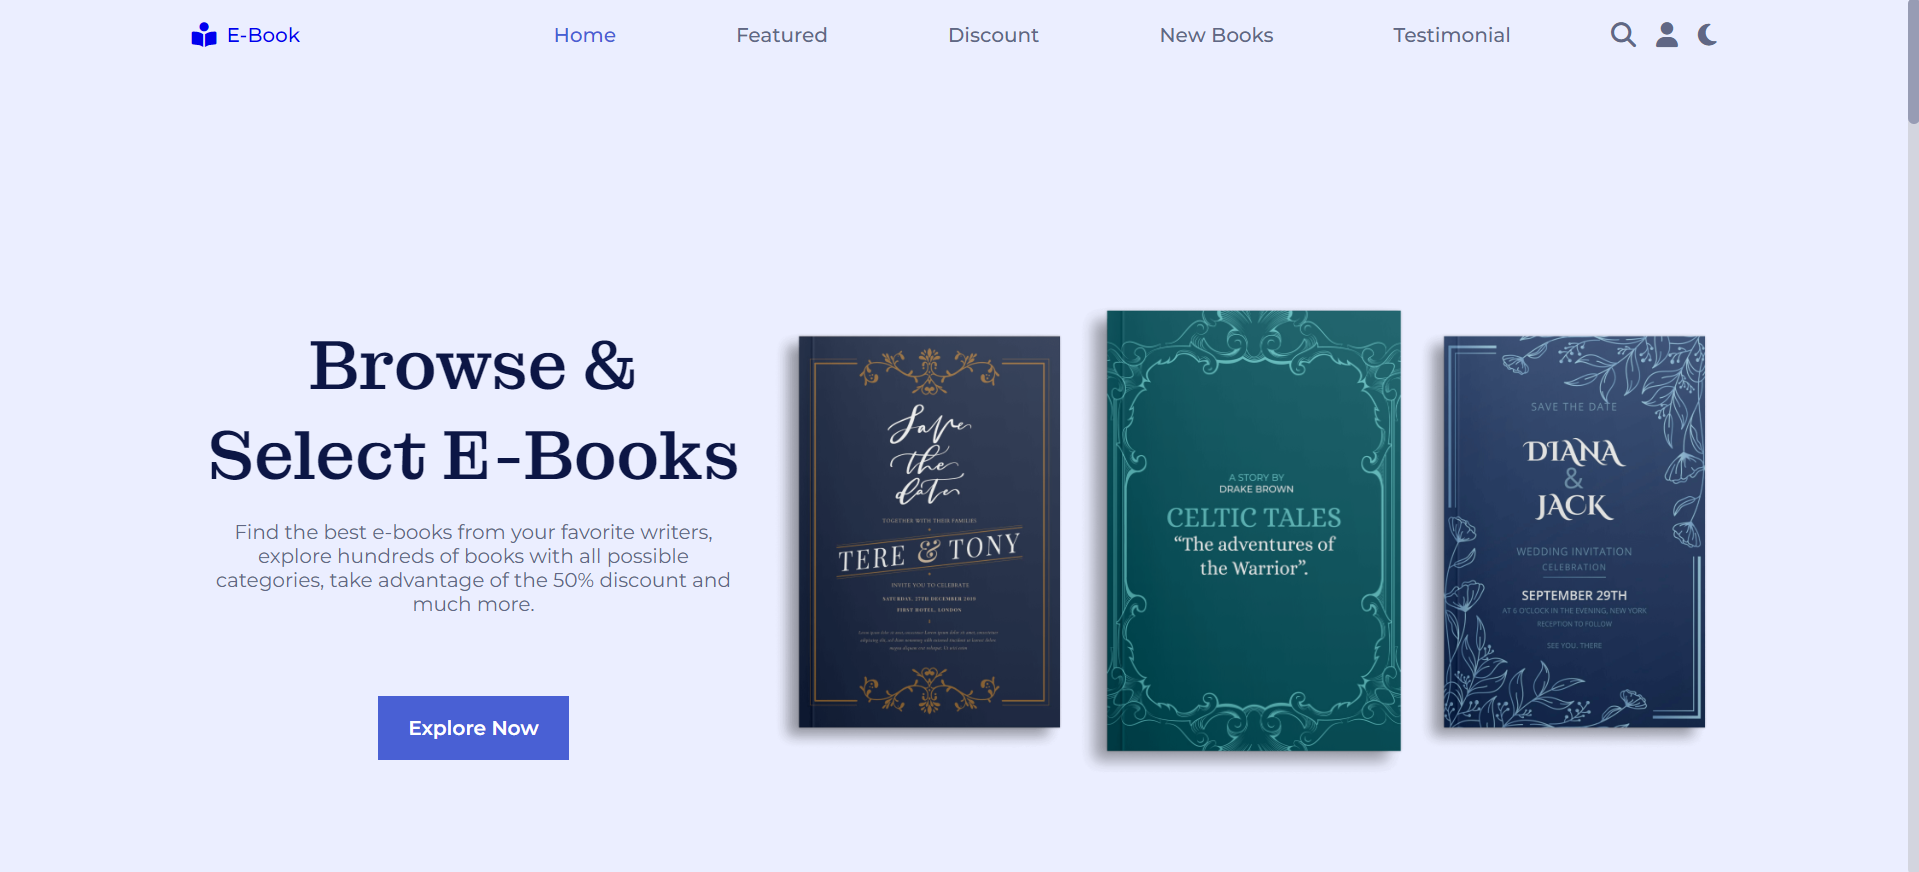 E-Book
Home
Featured
Discount
New Books
Testimonial
Browse &
Select E-Books
Find the best e-books from your favorite writers,
explore hundreds of books with all possible
categories, take advantage of the 50% discount and
much more.
Explore Now
Save
the
date
TOGETHER WITH THEIR FAMILIES
TERE & TONY
INVITE YOU TO CELEBRATE
SATURDAY, 27TH DECEMBER 2018
FIRST HOTEL, LONDON
A STORY BY
DRAKE BROWN
CELTIC TALES
“The adventures of
the Warrior”.
SAVE THE DATE
DIANA
&
JACK
WEDDING INVITATION
CELEBRATION
SEPTEMBER 29TH
AT 6 O'CLOCK IN THE EVENING, NEW YORK
RECEPTION TO FOLLOW
SEE YOU, THERE